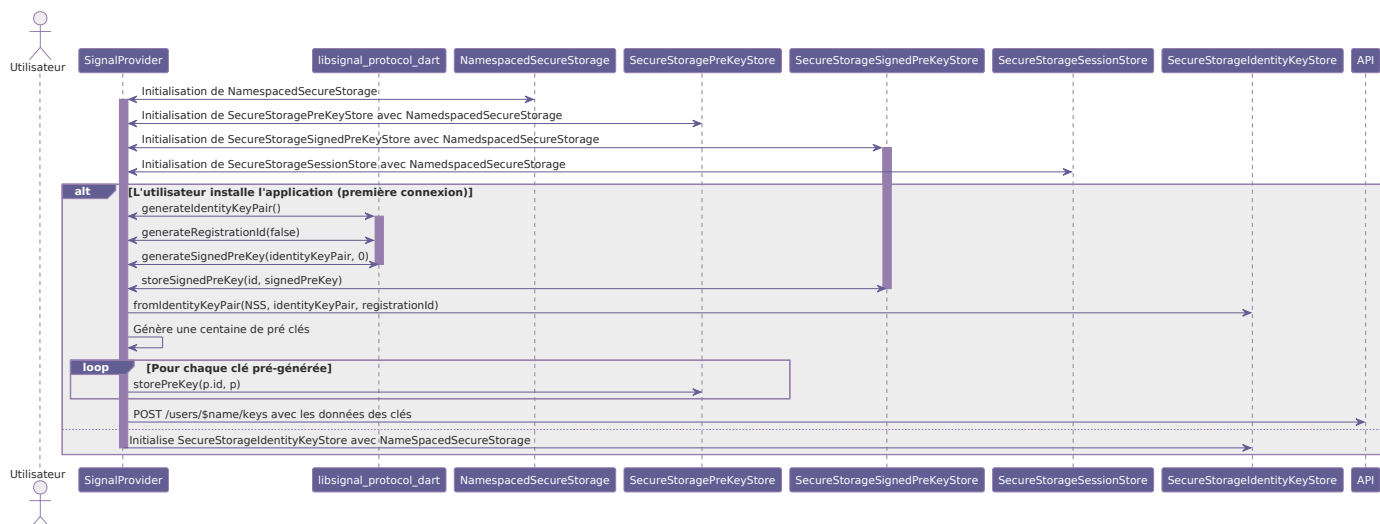 Utilisateur
SignalProvider
libsignal_protocol_dart
NamespacedSecureStorage
SecureStoragePreKeyStore
SecureStorageSignedPreKeyStore
SecureStorageSessionStore
SecureStorageIdentityKeyStore
API
Initialisation de NamespacedSecureStorage
Initialisation de SecureStoragePreKeyStore avec NamedspacedSecureStorage
Initialisation de SecureStorageSignedPreKeyStore avec NamedspacedSecureStorage
Initialisation de SecureStorageSessionStore avec NamedspacedSecureStorage
alt
[L'utilisateur installe l'application (première connexion)]
generateIdentityKeyPair()
generateRegistrationId(false)
generateSignedPreKey(identityKeyPair, 0)
storeSignedPreKey(id, signedPreKey)
fromIdentityKeyPair(NSS, identityKeyPair, registrationId)
Génère une centaine de pré clés
loop
[Pour chaque clé pré-générée]
storePreKey(p.id, p)
POST /users/$name/keys avec les données des clés
Initialise SecureStorageIdentityKeyStore avec NameSpacedSecureStorage
Utilisateur
SignalProvider
libsignal_protocol_dart
NamespacedSecureStorage
SecureStoragePreKeyStore
SecureStorageSignedPreKeyStore
SecureStorageSessionStore
SecureStorageIdentityKeyStore
API